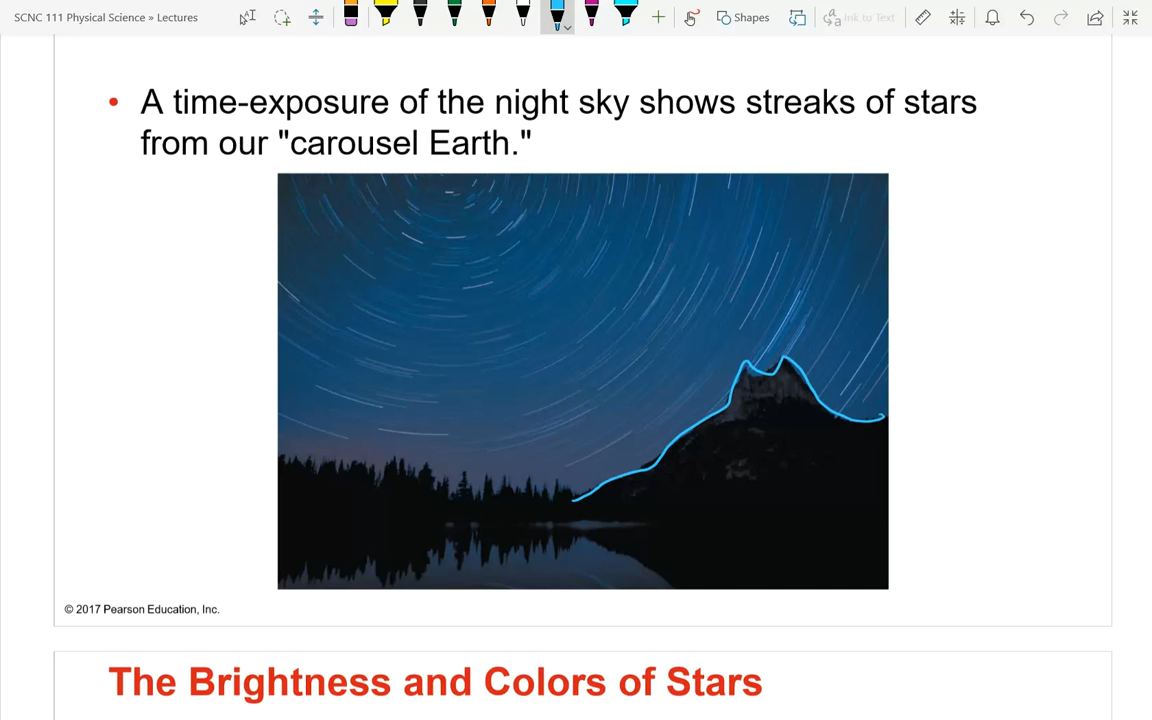 SCNC 111 Physical Science » Lectures
Shapes
Ink to Text
• A time-exposure of the night sky shows streaks of stars
from our "carousel Earth."
© 2017 Pearson Education, Inc.
The Brightness and Colors of Stars